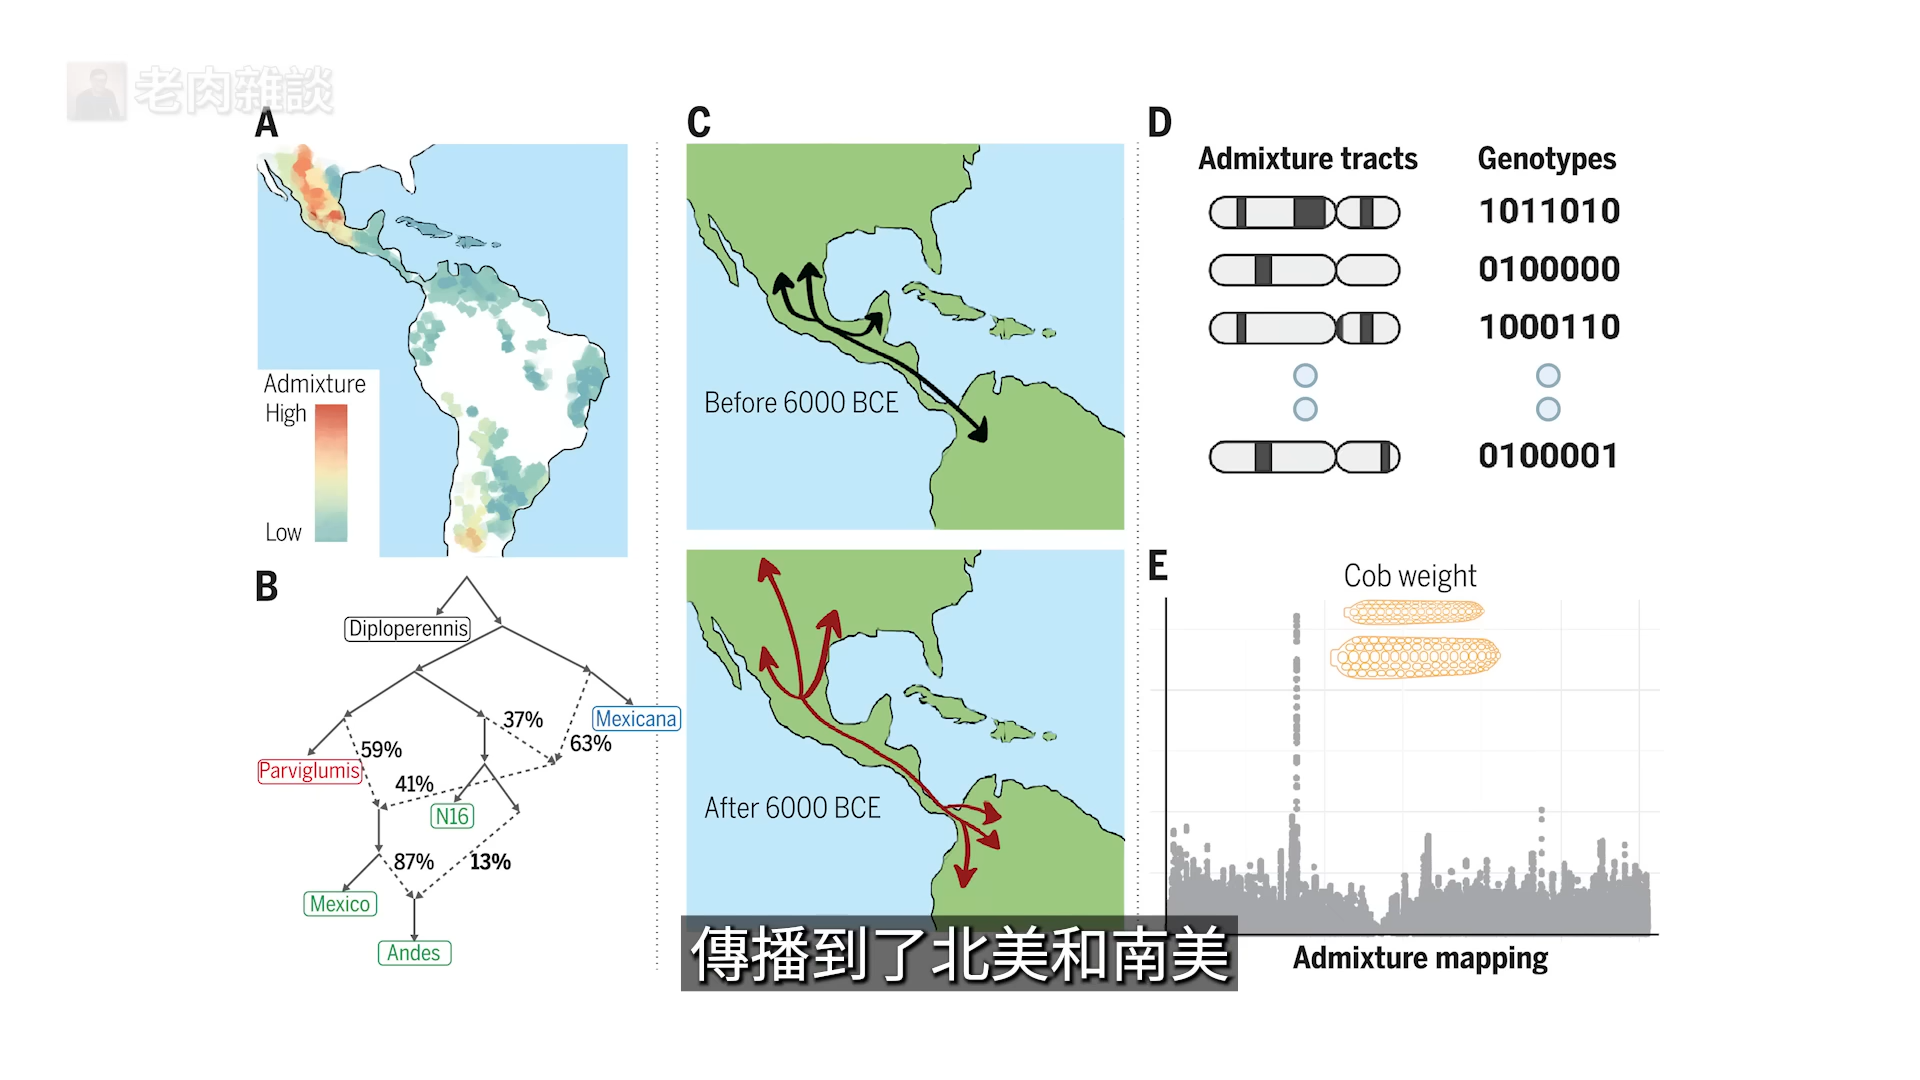 老肉雜談
A
Admixture
High
Low
B
Diploperennis
Mexicana
37%
63%
59%
Parviglumis
41%
N16
87%
13%
Mexico
Andes
C
Before 6000 BCE
After 6000 BCE
D
Admixture tracts
Genotypes
1011010
0100000
1000110
0100001
E
Cob weight
Admixture mapping
傳播到了北美和南美